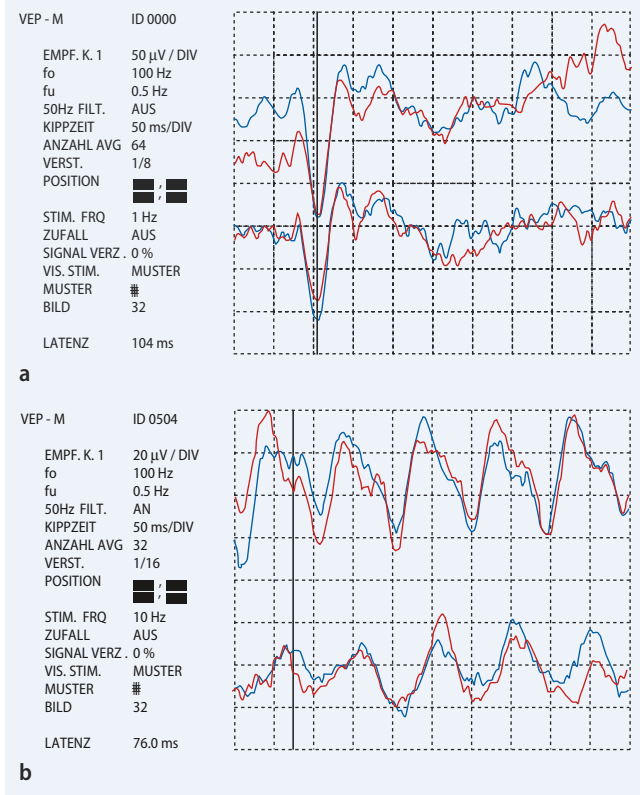 VEP - M ID 0000
EMPF. K. 1 50 µV / DIV
fo 100 Hz
fu 0.5 Hz
50Hz FILT. AUS
KIPPZEIT 50 ms/DIV
ANZAHL AVG 64
VERST. 1/8
POSITION , ,
STIM. FRQ 1 Hz
ZUFALL AUS
SIGNAL VERZ . 0 %
VIS. STIM. MUSTER
MUSTER #
BILD 32
LATENZ 104 ms
a
VEP - M ID 0504
EMPF. K. 1 20 µV / DIV
fo 100 Hz
fu 0.5 Hz
50Hz FILT. AN
KIPPZEIT 50 ms/DIV
ANZAHL AVG 32
VERST. 1/16
POSITION , ,
STIM. FRQ 10 Hz
ZUFALL AUS
SIGNAL VERZ . 0 %
VIS. STIM. MUSTER
MUSTER #
BILD 32
LATENZ 76.0 ms
b